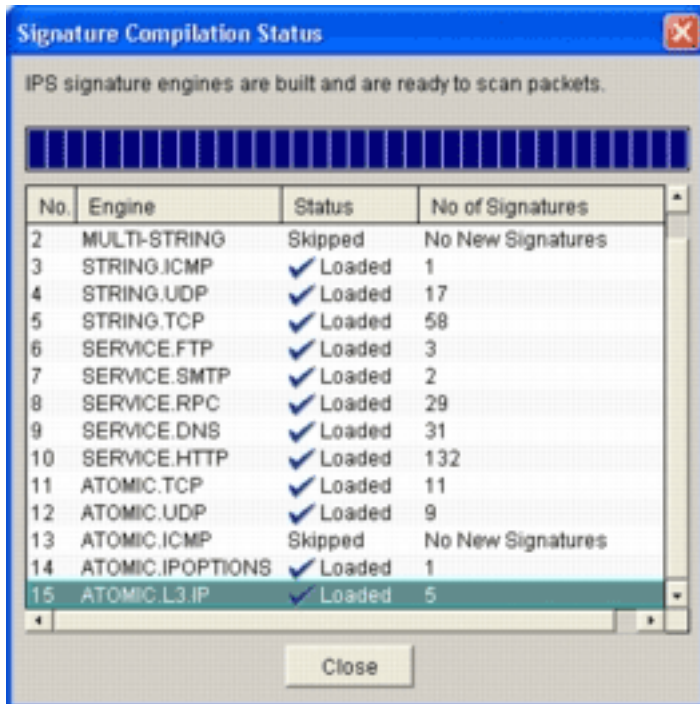 Signature Compilation Status
IPS signature engines are built and are ready to scan packets.
No. Engine Status No of Signatures
2 MULTI-STRING Skipped No New Signatures
3 STRING.ICMP Loaded 1
4 STRING.UDP Loaded 17
5 STRING.TCP Loaded 58
6 SERVICE.FTP Loaded 3
7 SERVICE.SMTP Loaded 2
8 SERVICE.RPC Loaded 29
9 SERVICE.DNS Loaded 31
10 SERVICE.HTTP Loaded 132
11 ATOMIC.TCP Loaded 11
12 ATOMIC.UDP Loaded 9
13 ATOMIC.ICMP Skipped No New Signatures
14 ATOMIC.IPOPTIONS Loaded 1
15 ATOMIC.L3.IP Loaded 5
Close